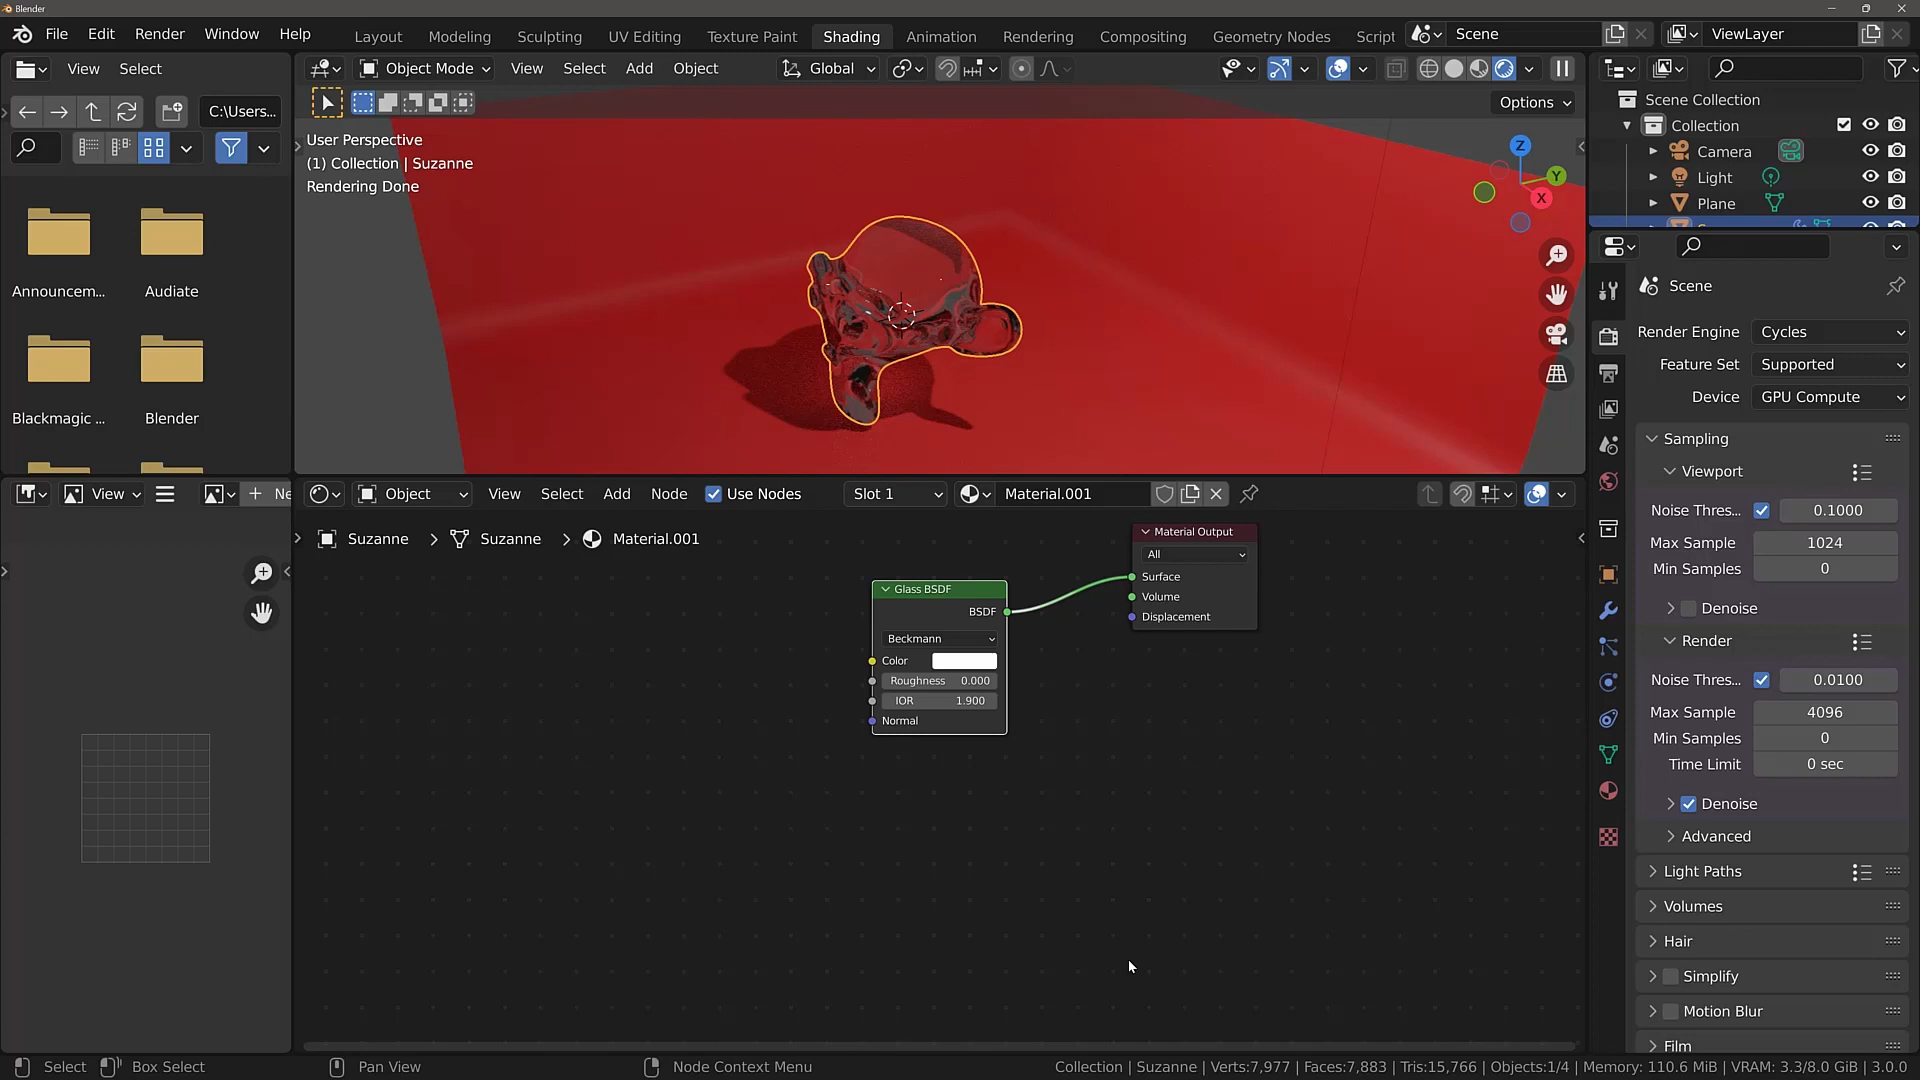 Blender
File Edit Render Window Help
Layout Modeling Sculpting UV Editing Texture Paint Shading Animation Rendering Compositing Geometry Nodes Script
Scene
ViewLayer
View Select
C:\Users...
Announcem...
Audiate
Blackmagic ...
Blender
Object Mode View Select Add Object
Global
Options
User Perspective
(1) Collection | Suzanne
Rendering Done
Z
Y
X
Scene Collection
Collection
Camera
Light
Plane
Scene
Render Engine Cycles
Feature Set Supported
Device GPU Compute
Sampling
Viewport
Noise Thres... 0.1000
Max Sample 1024
Min Samples 0
Denoise
Render
Noise Thres... 0.0100
Max Sample 4096
Min Samples 0
Time Limit 0 sec
Denoise
Advanced
Light Paths
Volumes
Hair
Simplify
Motion Blur
Film
View
Ne
Object View Select Add Node Use Nodes Slot 1 Material.001
Suzanne Suzanne Material.001
Glass BSDF
BSDF
Beckmann
Color
Roughness 0.000
IOR 1.900
Normal
Material Output
All
Surface
Volume
Displacement
Select Box Select Pan View Node Context Menu
Collection | Suzanne | Verts:7,977 | Faces:7,883 | Tris:15,766 | Objects:1/4 | Memory: 110.6 MiB | VRAM: 3.3/8.0 GiB | 3.0.0